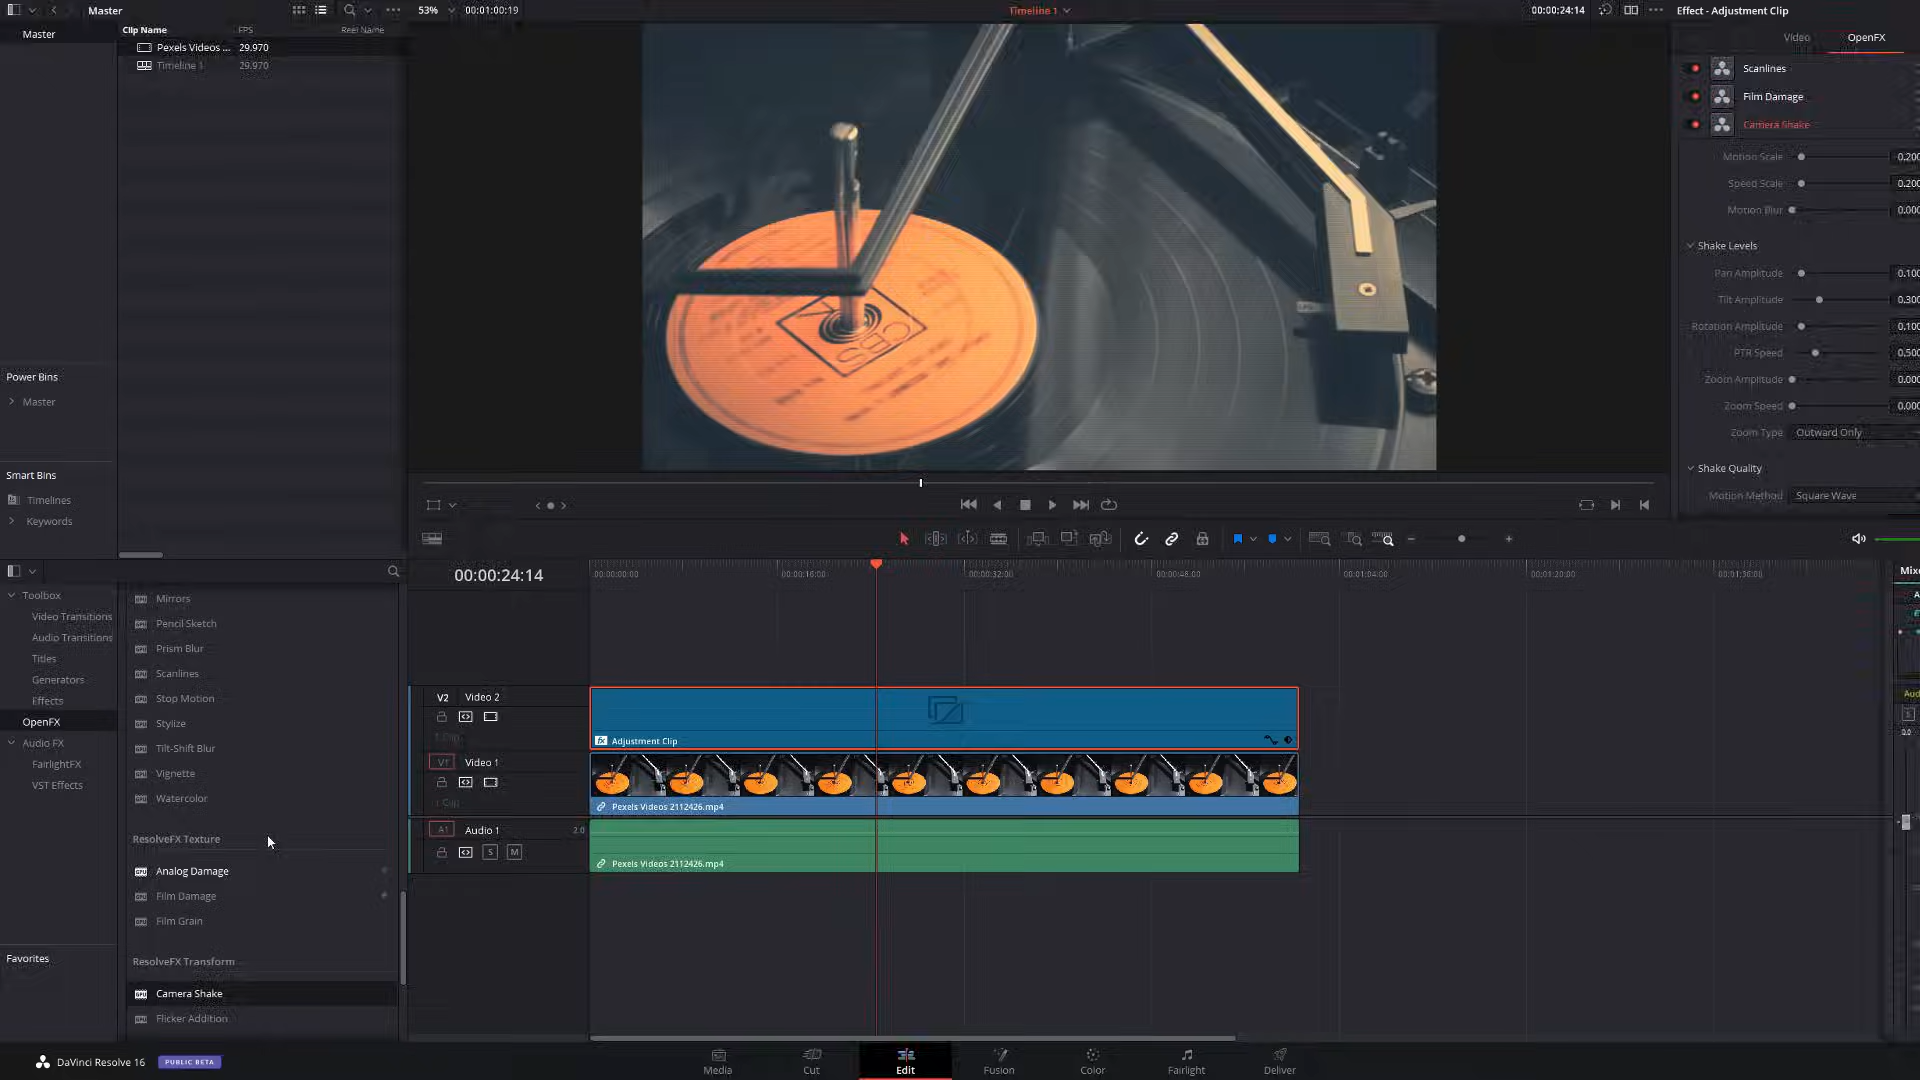 Master
53%
00:01:00:19
Timeline 1
00:00:24:14
Effect - Adjustment Clip
Master
Clip Name
FPS
Reel Name
Pexels Videos ...
29.970
Timeline 1
29.970
Power Bins
Master
Smart Bins
Timelines
Keywords
CBS
Video
OpenFX
Scanlines
Film Damage
Camera Shake
Motion Scale
0.200
Speed Scale
0.200
Motion Blur
0.000
Shake Levels
Pan Amplitude
0.100
Tilt Amplitude
0.300
Rotation Amplitude
0.100
PTR Speed
0.500
Zoom Amplitude
0.000
Zoom Speed
0.000
Zoom Type
Outward Only
Shake Quality
Motion Method
Square Wave
Toolbox
Video Transitions
Audio Transitions
Titles
Generators
Effects
OpenFX
Audio FX
FairlightFX
VST Effects
Favorites
Mirrors
Pencil Sketch
Prism Blur
Scanlines
Stop Motion
Stylize
Tilt-Shift Blur
Vignette
Watercolor
ResolveFX Texture
Analog Damage
Film Damage
Film Grain
ResolveFX Transform
Camera Shake
Flicker Addition
00:00:24:14
00:00:00:00
00:00:16:00
00:00:32:00
00:00:48:00
00:01:04:00
00:01:20:00
00:01:36:00
V2
Video 2
1 Clip
fx Adjustment Clip
V1
Video 1
1 Clip
Pexels Videos 2112426.mp4
A1
Audio 1
2.0
S
M
Pexels Videos 2112426.mp4
Mixe
A
Aud
S
0.0
DaVinci Resolve 16
PUBLIC BETA
Media
Cut
Edit
Fusion
Color
Fairlight
Deliver